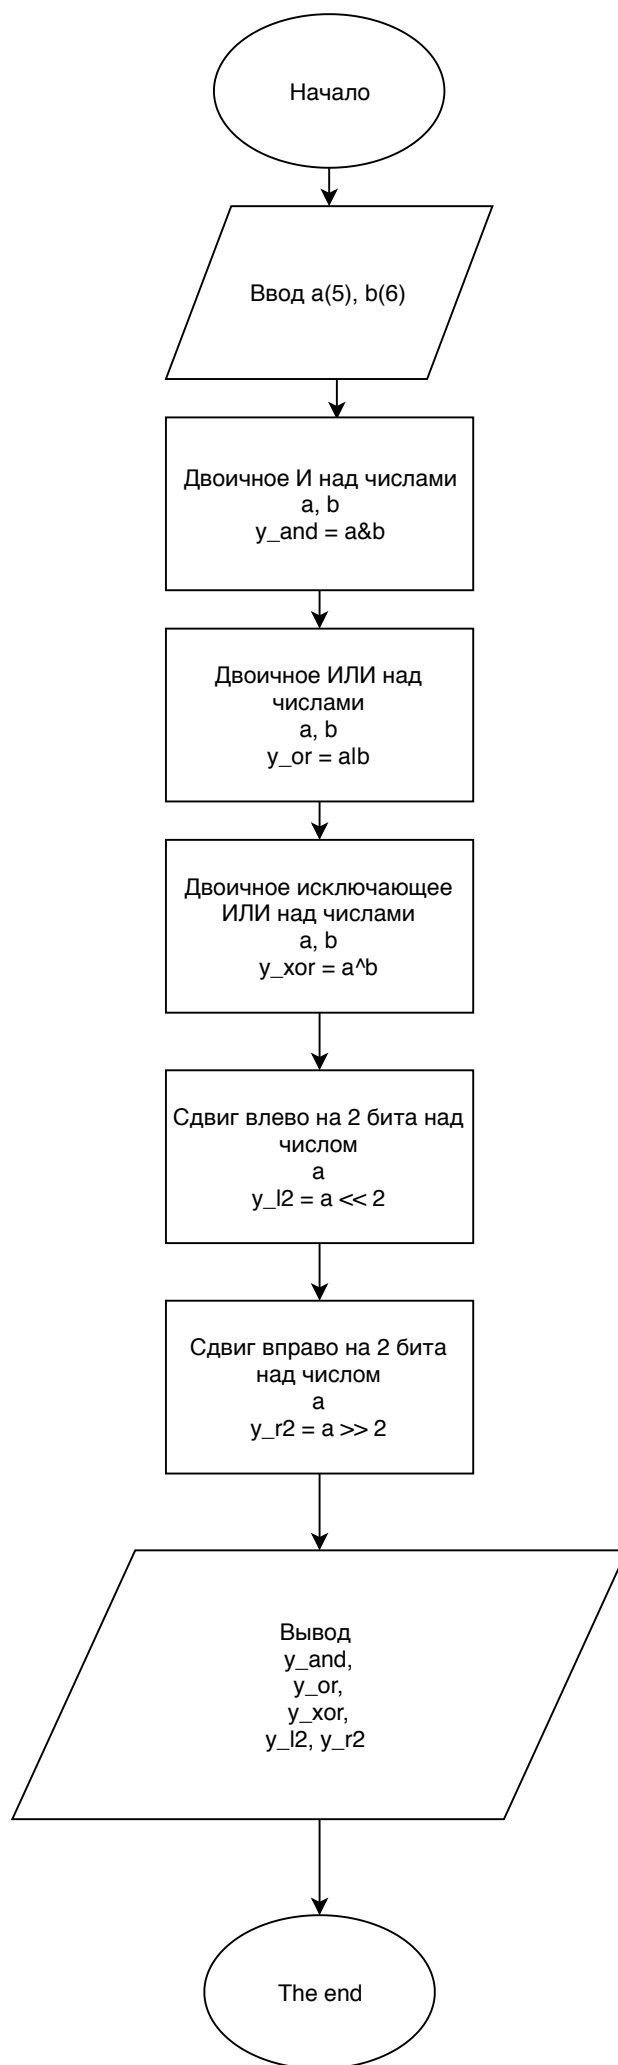 Начало
Ввод a(5), b(6)
Двоичное И над числами
a, b
y_and = a&b
Двоичное ИЛИ над
числами
a, b
y_or = a|b
Двоичное исключающее
ИЛИ над числами
a, b
y_xor = a^b
Сдвиг влево на 2 бита над
числом
a
y_l2 = a << 2
Сдвиг вправо на 2 бита
над числом
a
y_r2 = a >> 2
Вывод
y_and,
y_or,
y_xor,
y_l2, y_r2
The end